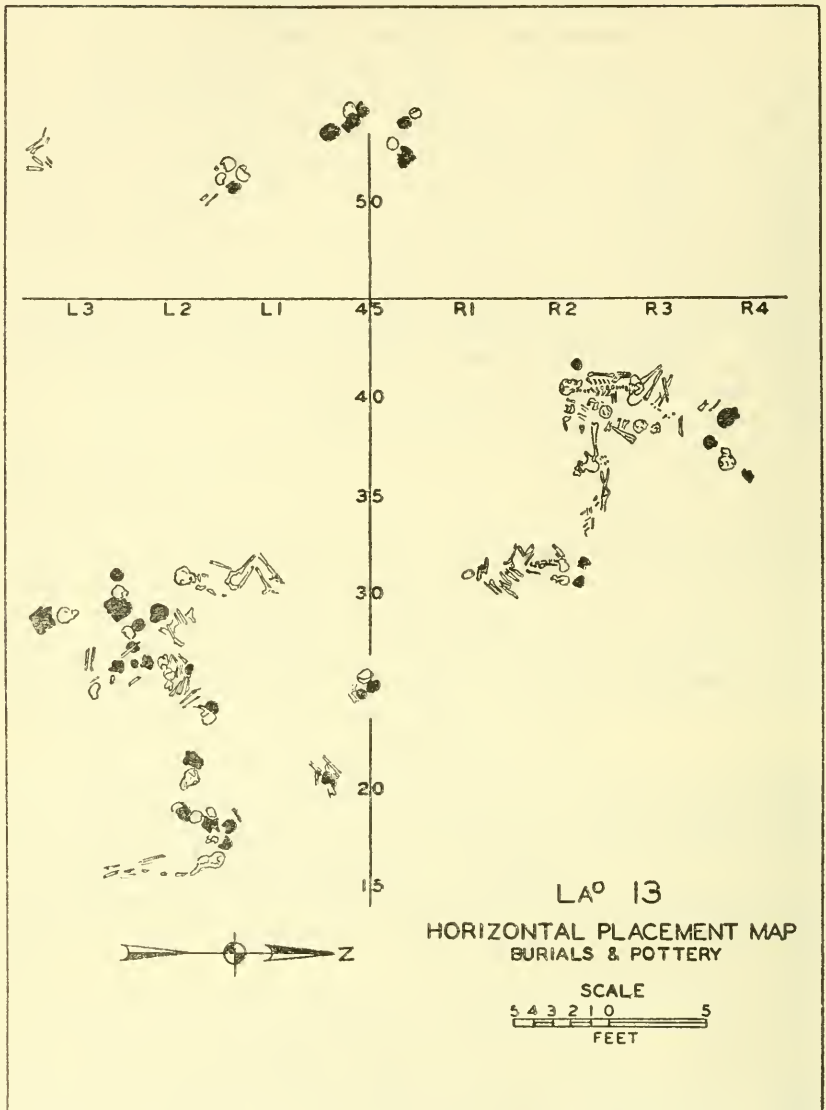 50
L3 L2 L1 45 R1 R2 R3 R4
40
35
30
20
15
N
LAº 13
HORIZONTAL PLACEMENT MAP
BURIALS & POTTERY
SCALE
5 4 3 2 1 0 5
FEET